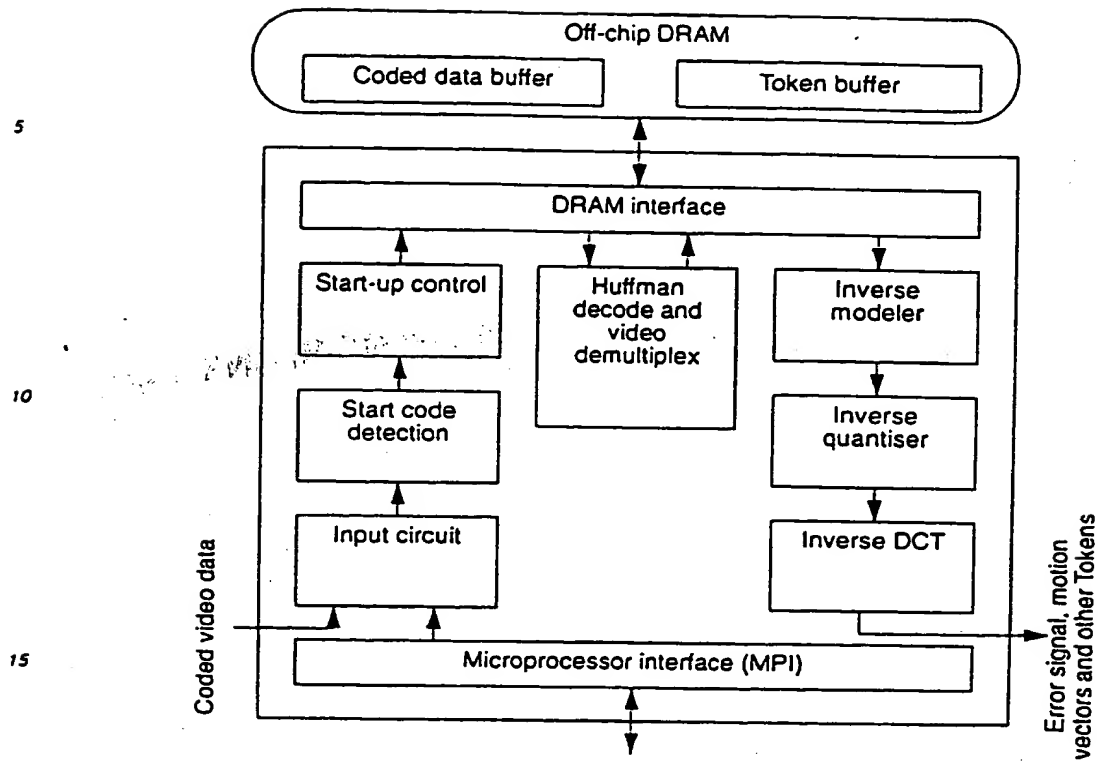 Off-chip DRAM
Coded data buffer
Token buffer
5
DRAM interface
Start-up control
Huffman
decode and
video
demultiplex
Inverse
modeler
10
Start code
detection
Inverse
quantiser
Input circuit
Inverse DCT
Coded video data
Error signal, motion
vectors and other Tokens
15
Microprocessor interface (MPI)